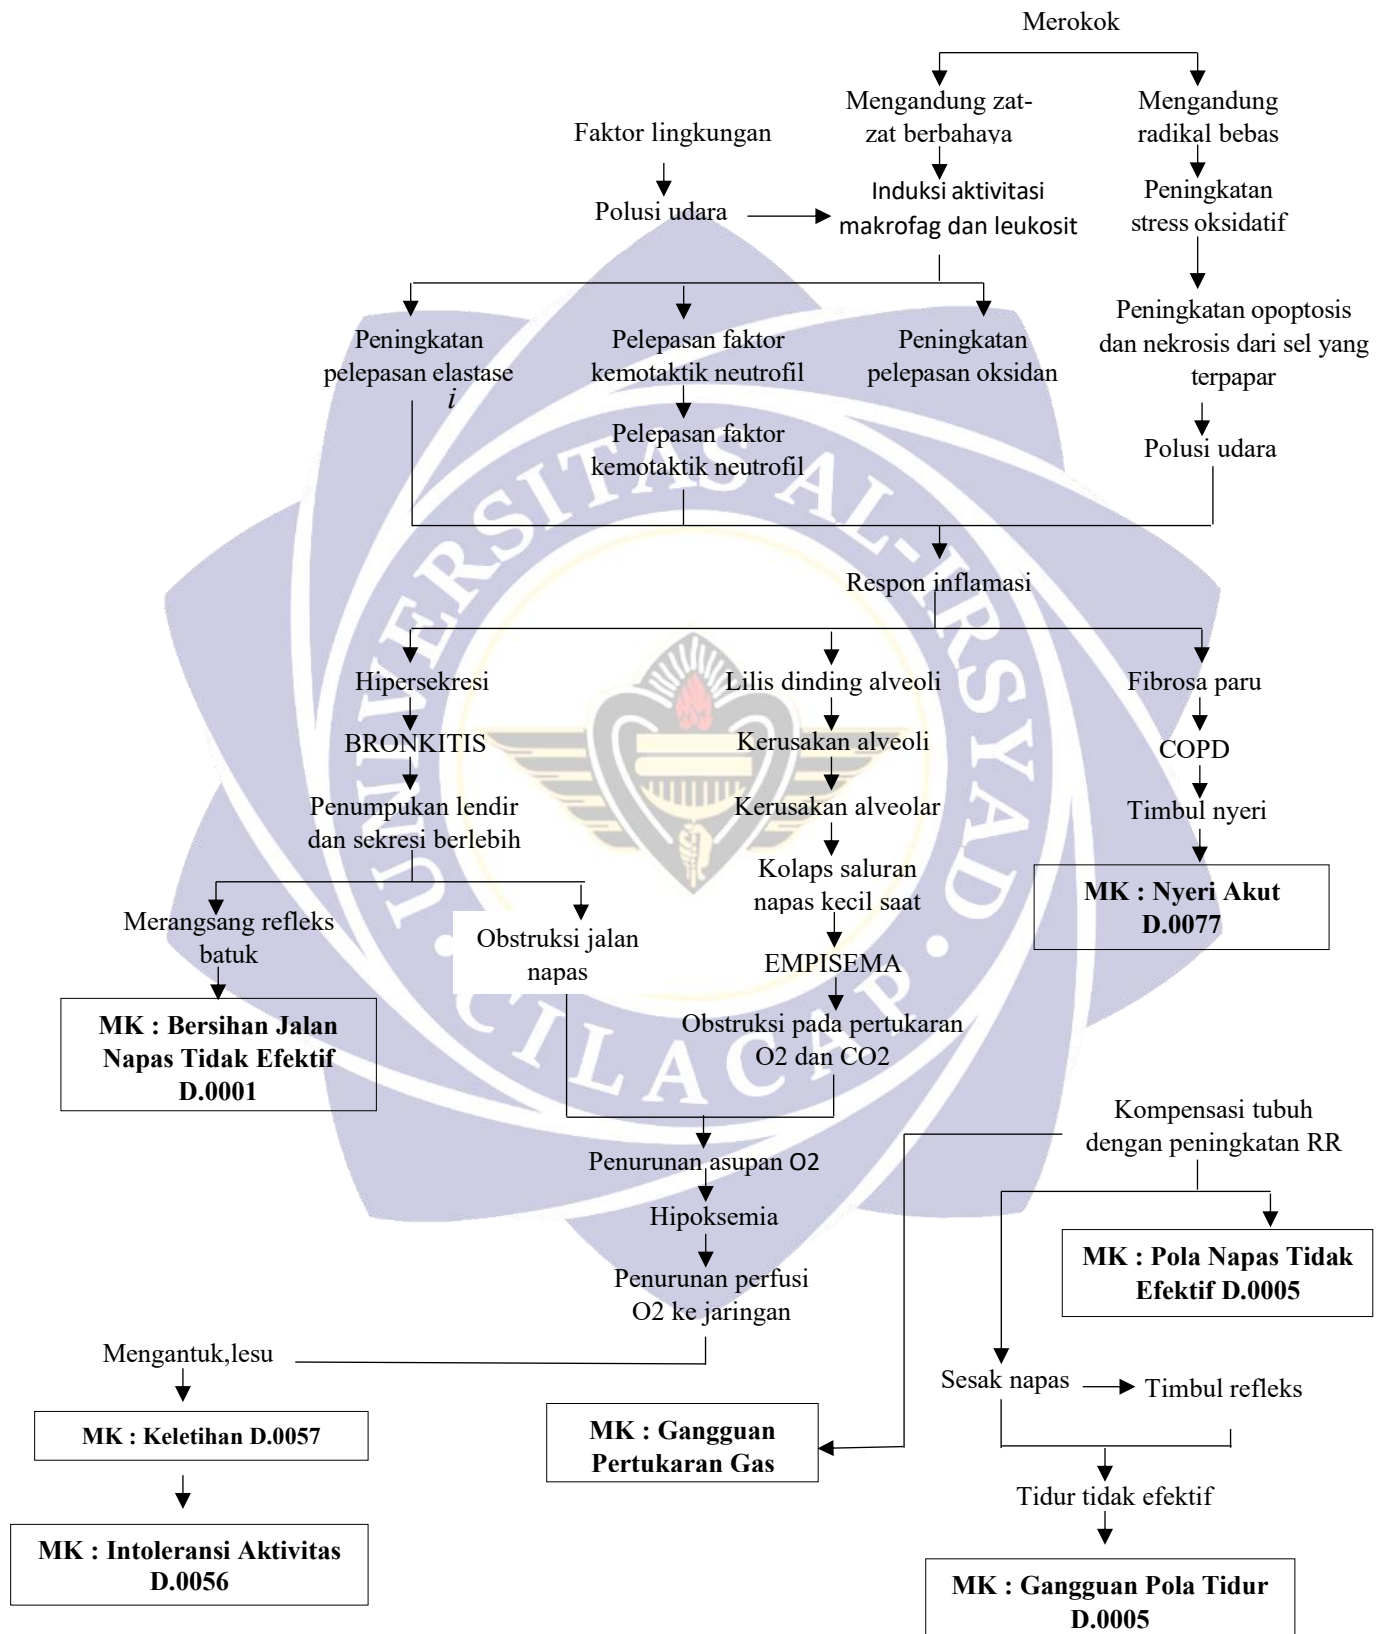 Merokok
Mengandung zat-
zat berbahaya
Mengandung
radikal bebas
Faktor lingkungan
Polusi udara
Induksi aktivitasi
makrofag dan leukosit
Peningkatan
stress oksidatif
Peningkatan
pelepasan elastase
i
Pelepasan faktor
kemotaktik neutrofil
Peningkatan
pelepasan oksidan
Peningkatan opoptosis
dan nekrosis dari sel yang
terpapar
Pelepasan faktor
kemotaktik neutrofil
Polusi udara
Respon inflamasi
Hipersekresi
Lilis dinding alveoli
Fibrosa paru
BRONKITIS
Kerusakan alveoli
COPD
Penumpukan lendir
dan sekresi berlebih
Kerusakan alveolar
Timbul nyeri
Kolaps saluran
napas kecil saat
MK : Nyeri Akut
D.0077
Merangsang refleks
batuk
Obstruksi jalan
napas
EMPISEMA
MK : Bersihan Jalan
Napas Tidak Efektif
D.0001
Obstruksi pada pertukaran
O2 dan CO2
Kompensasi tubuh
dengan peningkatan RR
Penurunan asupan O2
Hipoksemia
MK : Pola Napas Tidak
Efektif D.0005
Penurunan perfusi
O2 ke jaringan
Mengantuk,lesu
Sesak napas
Timbul refleks
MK : Keletihan D.0057
MK : Gangguan
Pertukaran Gas
Tidur tidak efektif
MK : Intoleransi Aktivitas
D.0056
MK : Gangguan Pola Tidur
D.0005
UNIVERSITAS AL-IRSYAD
CILACAP